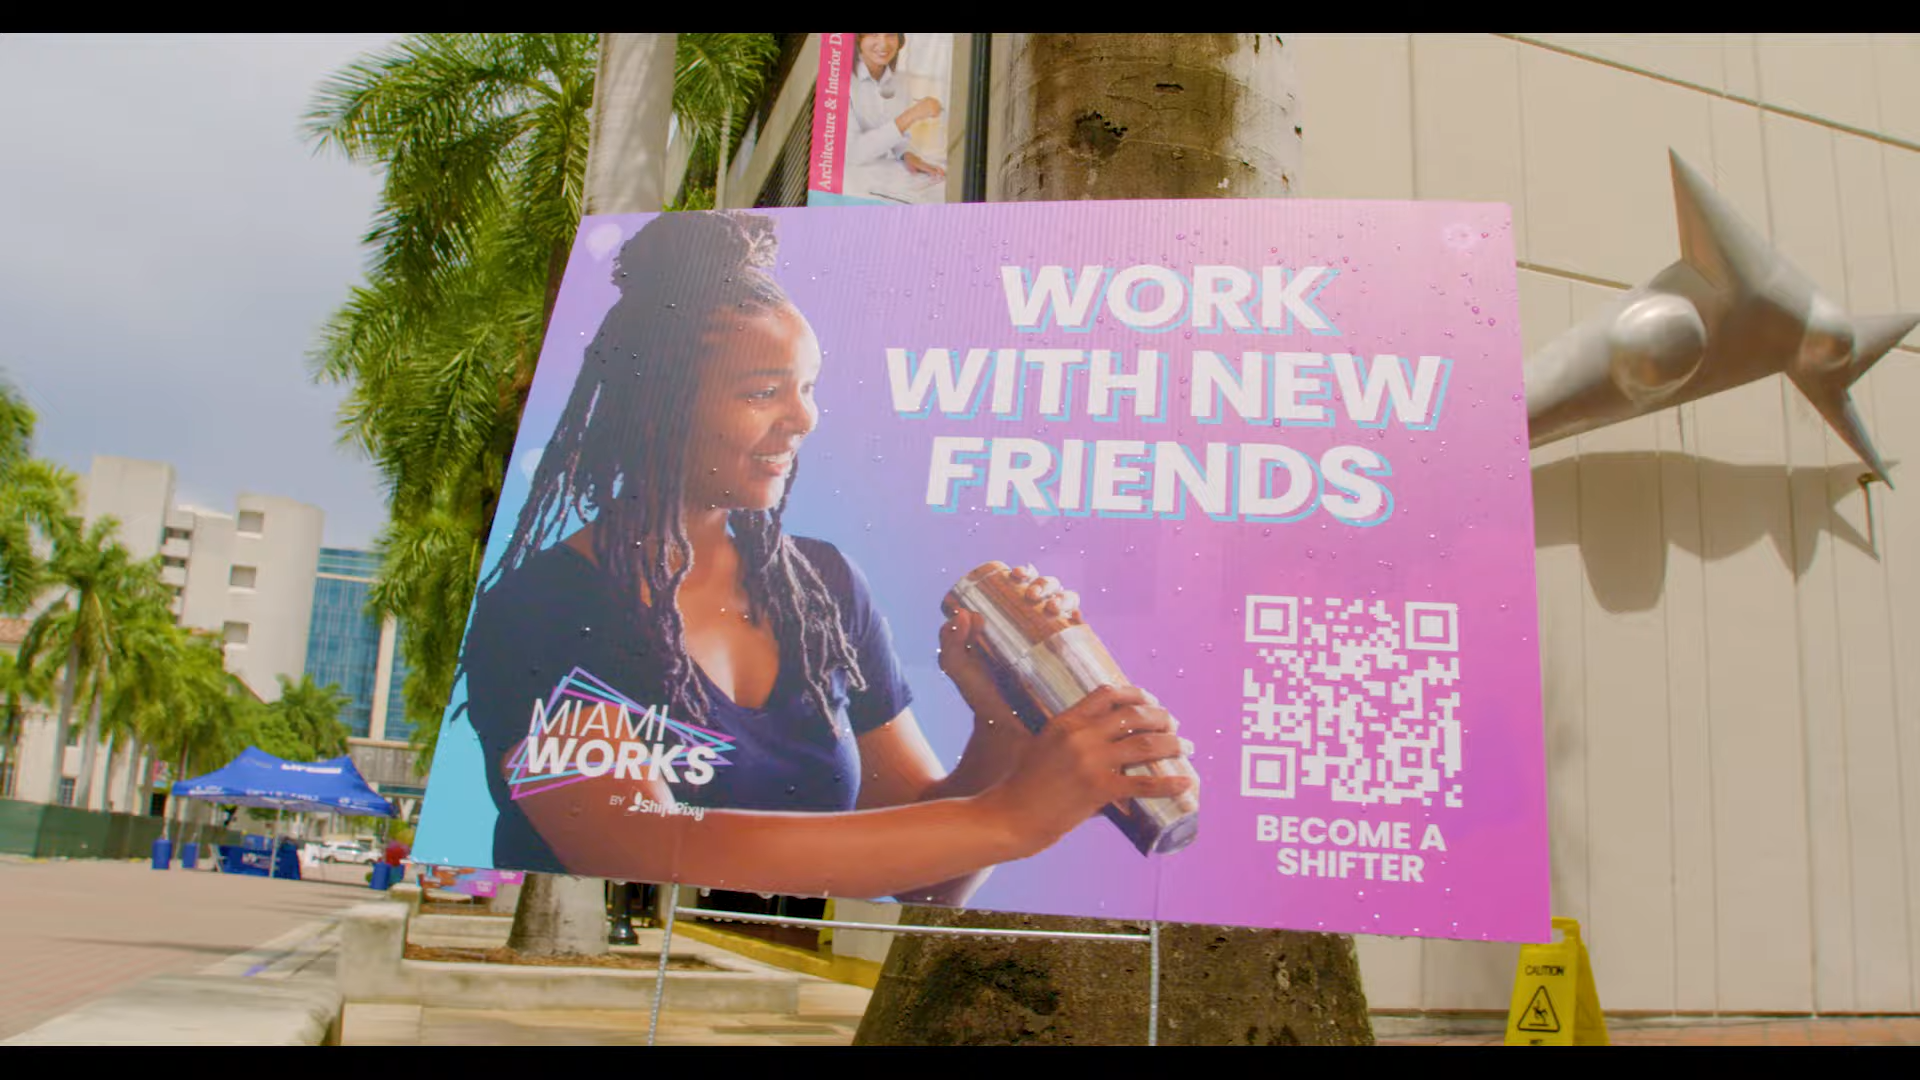 Architecture & Interior D
WORK
WITH NEW
FRIENDS
MIAMI
WORKS
BY ShiftPixy
BECOME A
SHIFTER
CAUTION